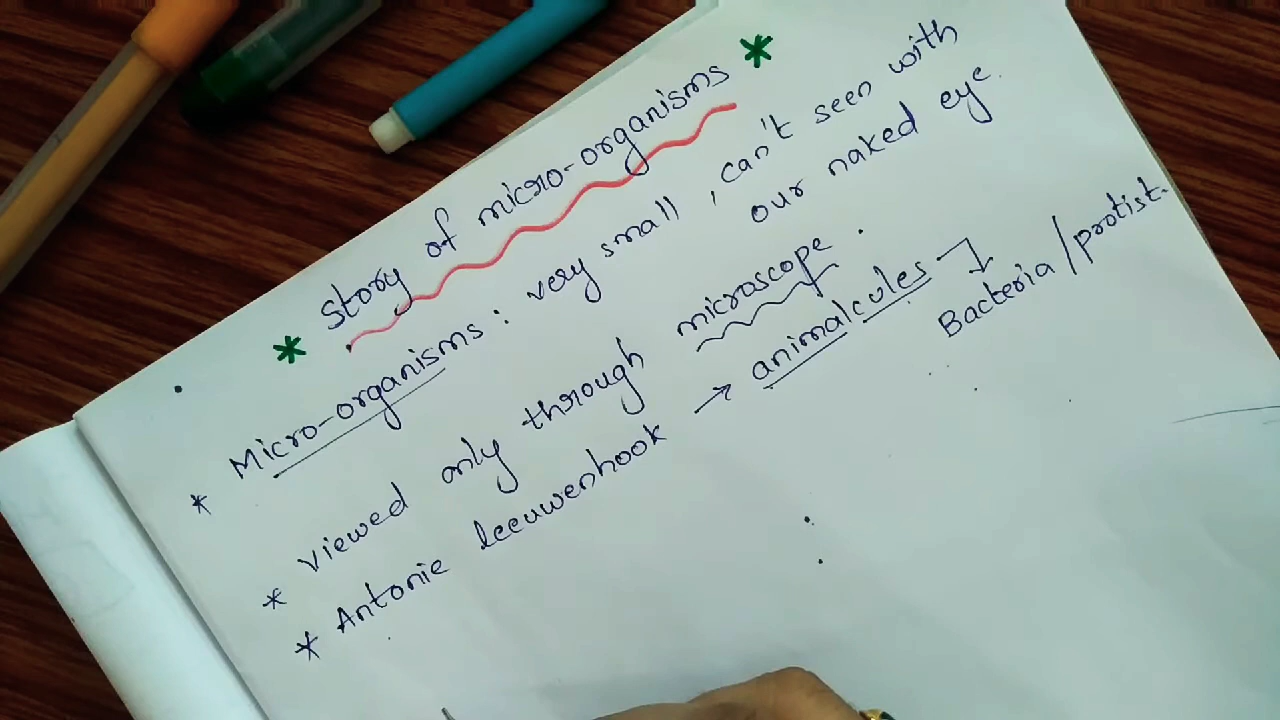 * Story of micro-organisms *
* Micro-organisms : very small , can't seen with
our naked eye.
* Viewed only through microscope .
* Antonie leeuwenhook → animalcules →
Bacteria / protist.